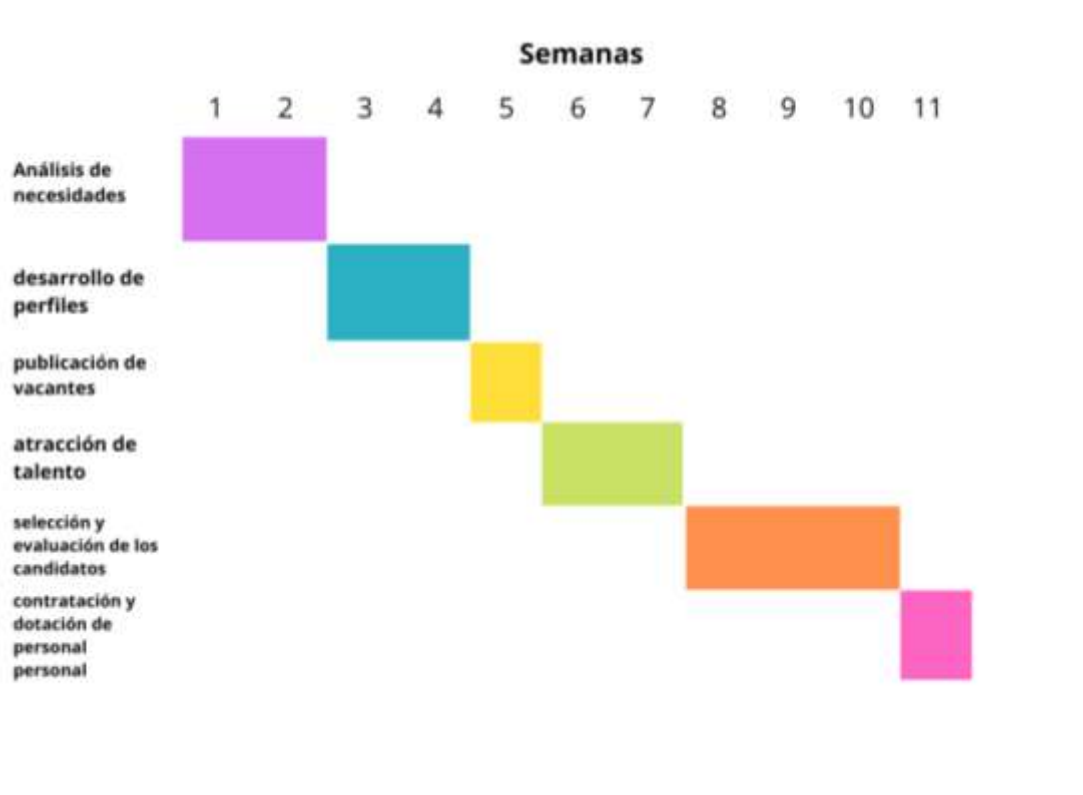 Semanas
1 2 3 4 5 6 7 8 9 10 11
Análisis de
necesidades
desarrollo de
perfiles
publicación de
vacantes
atracción de
talento
selección y
evaluación de los
candidatos
contratación y
dotación de
personal
personal